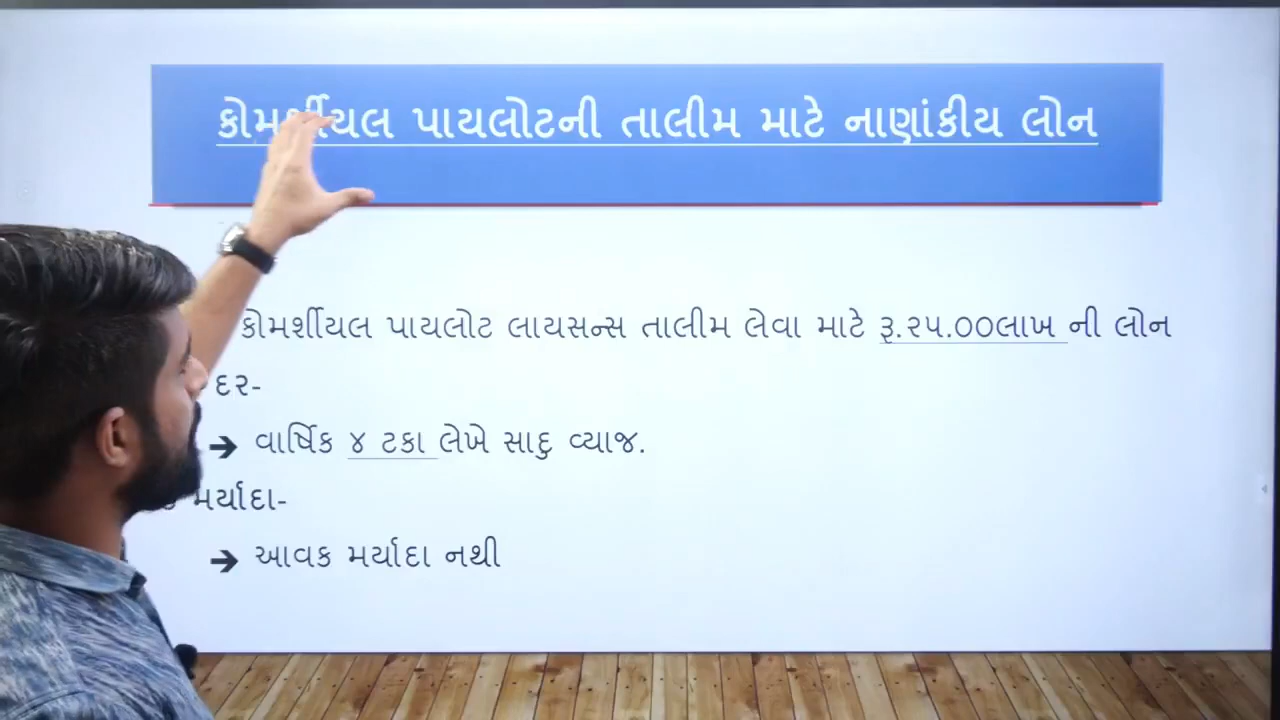 કોમર્શીયલ પાયલોટની તાલીમ માટે નાણાંકીય લોન
કોમર્શીયલ પાયલોટ લાયસન્સ તાલીમ લેવા માટે રૂ.૨૫.૦૦લાખ ની લોન
દર-
➔ વાર્ષિક ૪ ટકા લેખે સાદુ વ્યાજ.
મર્યાદા-
➔ આવક મર્યાદા નથી